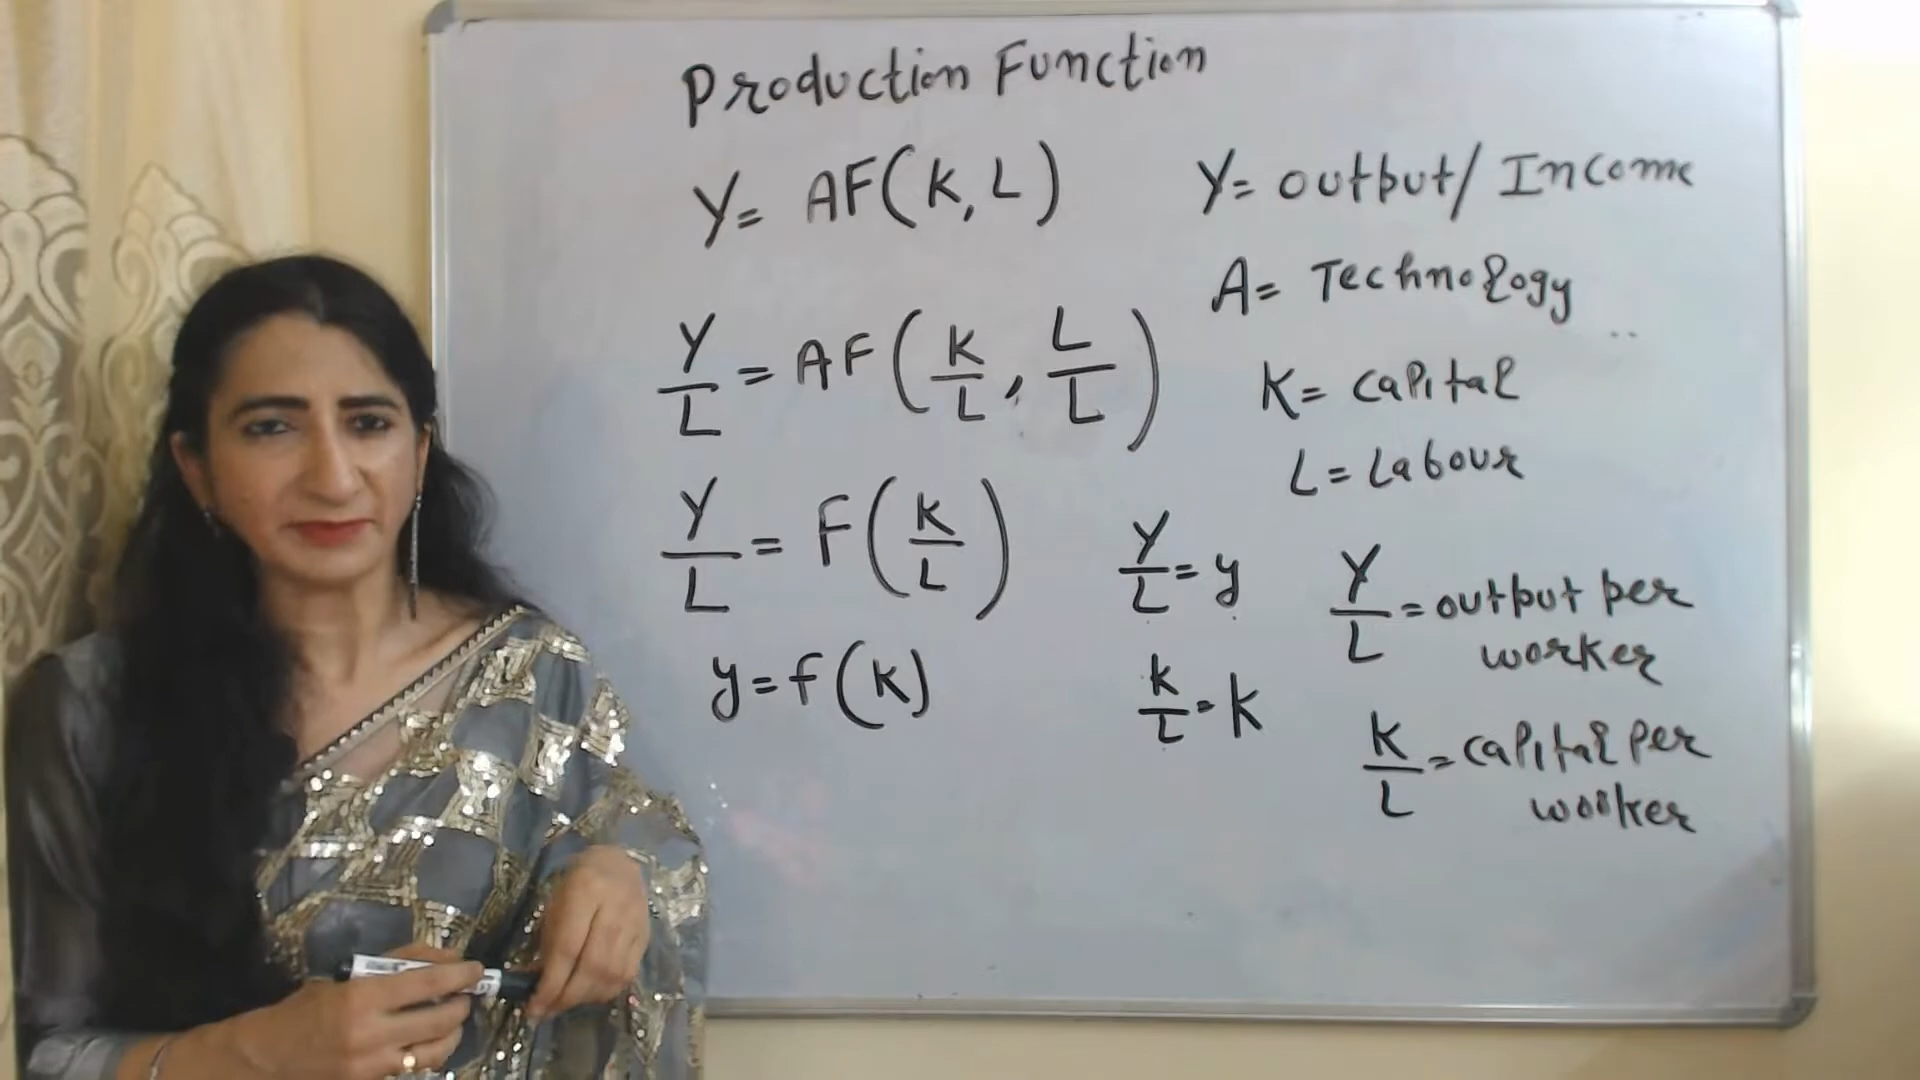 Production Function
Y = AF(K, L)
Y = output/ Income
A = Technology
Y/L = AF(K/L, L/L)
K = Capital
L = Labour
Y/L = F(K/L)
Y/L = y
Y/L = output per
worker
y = f(k)
K/L = k
K/L = Capital per
worker